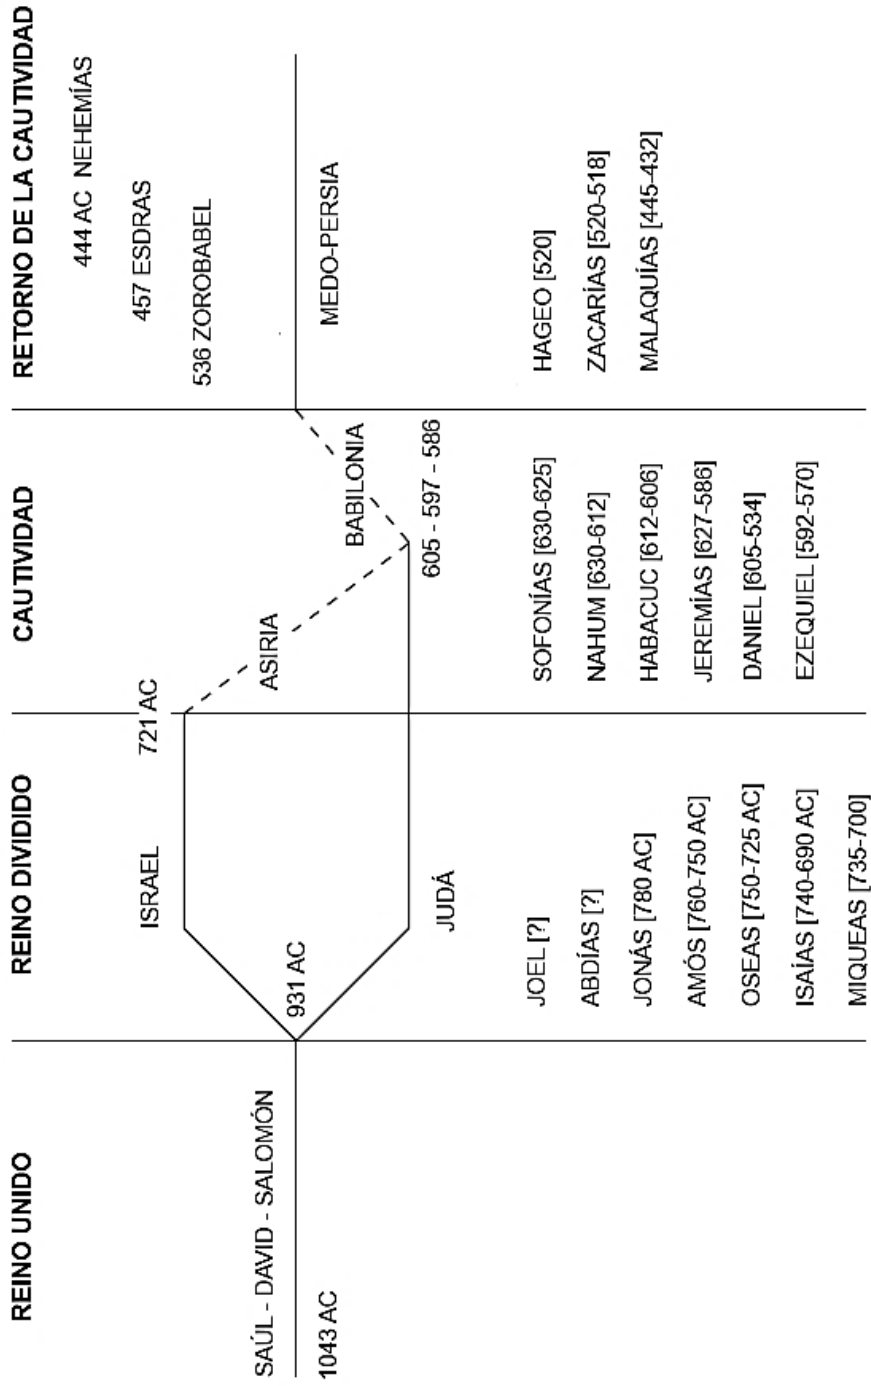 REINO UNIDO
SAÚL - DAVID - SALOMÓN
1043 AC
REINO DIVIDIDO
ISRAEL
931 AC
JUDÁ
JOEL [?]
ABDÍAS [?]
JONÁS [780 AC]
AMÓS [760-750 AC]
OSEAS [750-725 AC]
ISAÍAS [740-690 AC]
MIQUEAS [735-700]
CAUTIVIDAD
721 AC
ASIRIA
BABILONIA
605 - 597 - 586
SOFONÍAS [630-625]
NAHUM [630-612]
HABACUC [612-606]
JEREMÍAS [627-586]
DANIEL [605-534]
EZEQUIEL [592-570]
RETORNO DE LA CAUTIVIDAD
444 AC NEHEMÍAS
457 ESDRAS
536 ZOROBABEL
MEDO-PERSIA
HAGEO [520]
ZACARÍAS [520-518]
MALAQUÍAS [445-432]